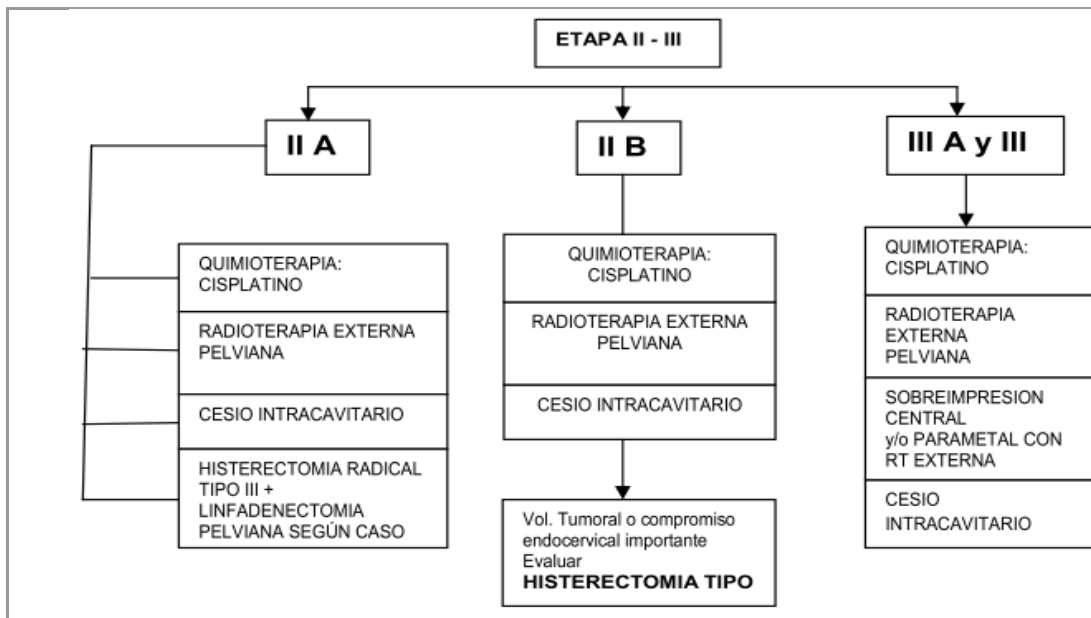 ETAPA II - III
II A
II B
III A y III
QUIMIOTERAPIA:
CISPLATINO
RADIOTERAPIA EXTERNA
PELVIANA
CESIO INTRACAVITARIO
HISTERECTOMIA RADICAL
TIPO III +
LINFADENECTOMIA
PELVIANA SEGÚN CASO
QUIMIOTERAPIA:
CISPLATINO
RADIOTERAPIA EXTERNA
PELVIANA
CESIO INTRACAVITARIO
Vol. Tumoral o compromiso
endocervical importante
Evaluar
HISTERECTOMIA TIPO
QUIMIOTERAPIA:
CISPLATINO
RADIOTERAPIA
EXTERNA
PELVIANA
SOBREIMPRESION
CENTRAL
y/o PARAMETAL CON
RT EXTERNA
CESIO
INTRACAVITARIO